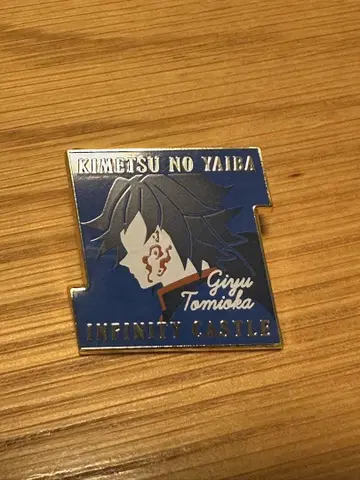 KIMETSU NO YAIBA
Giyu
Tomioka
INFINITY CASTLE